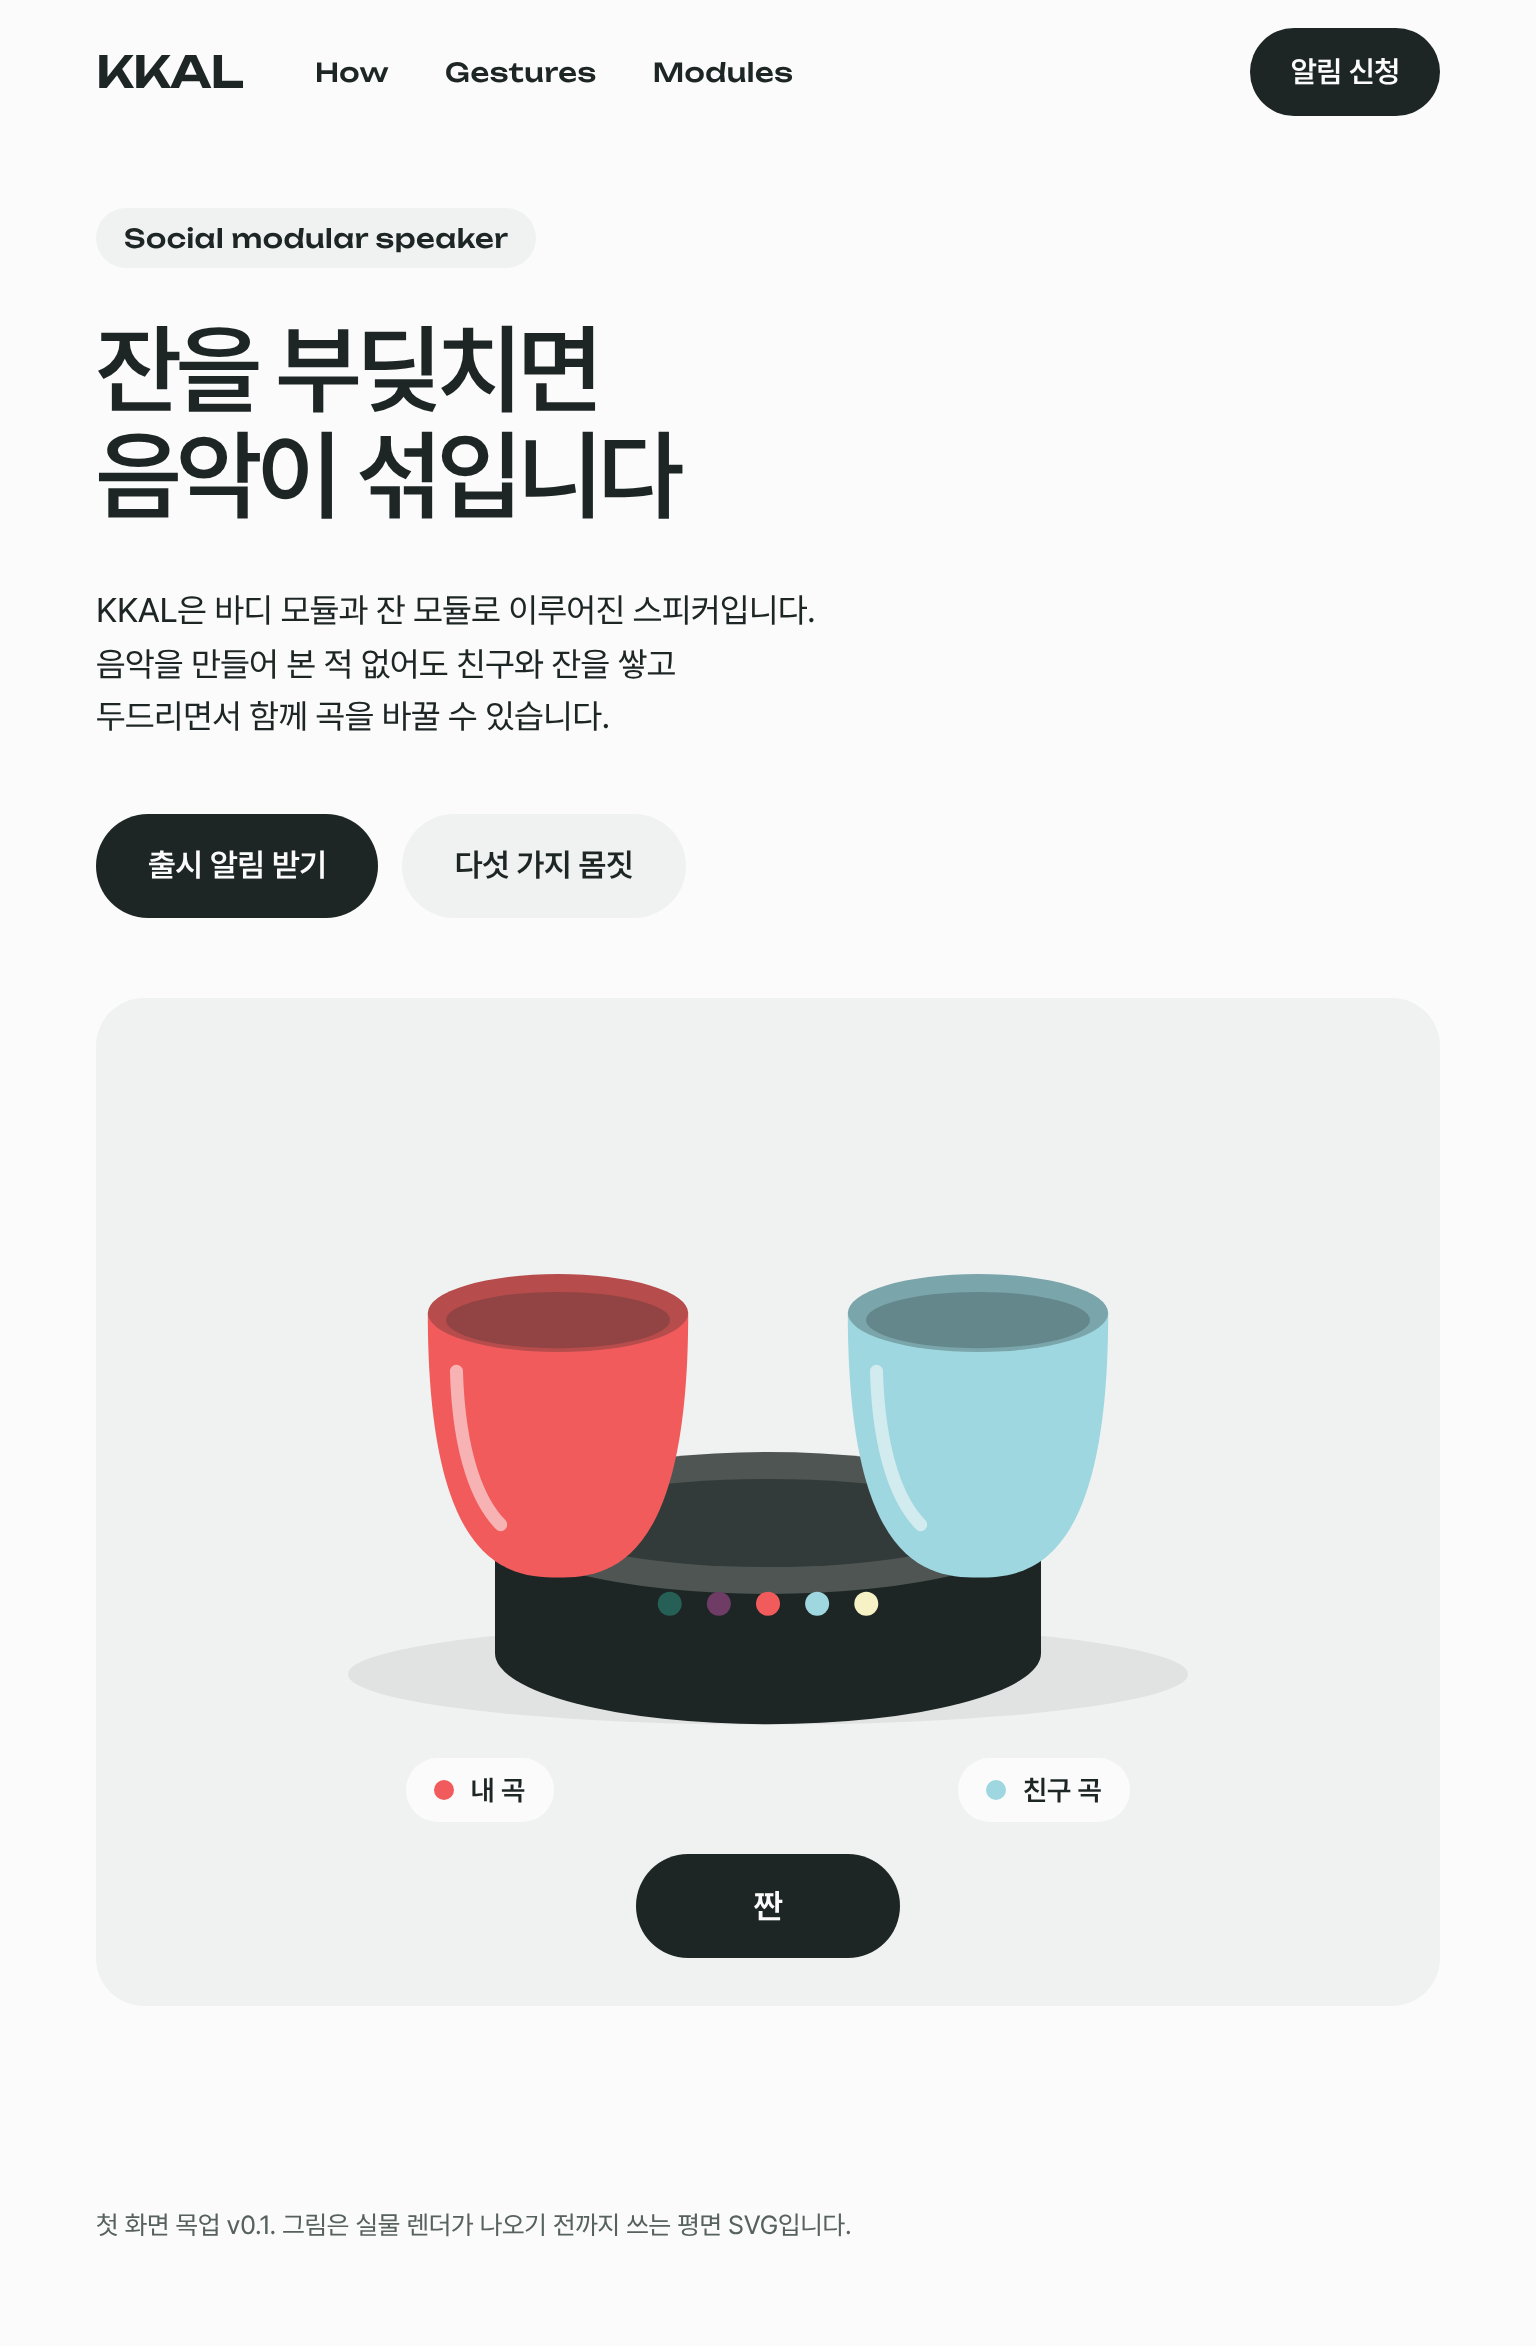 KKAL
How
Gestures
Modules
알림 신청
Social modular speaker
잔을 부딪치면
음악이 섞입니다
KKAL은 바디 모듈과 잔 모듈로 이루어진 스피커입니다.
음악을 만들어 본 적 없어도 친구와 잔을 쌓고
두드리면서 함께 곡을 바꿀 수 있습니다.
출시 알림 받기
다섯 가지 몸짓
내 곡
친구 곡
짠
첫 화면 목업 v0.1. 그림은 실물 렌더가 나오기 전까지 쓰는 평면 SVG입니다.